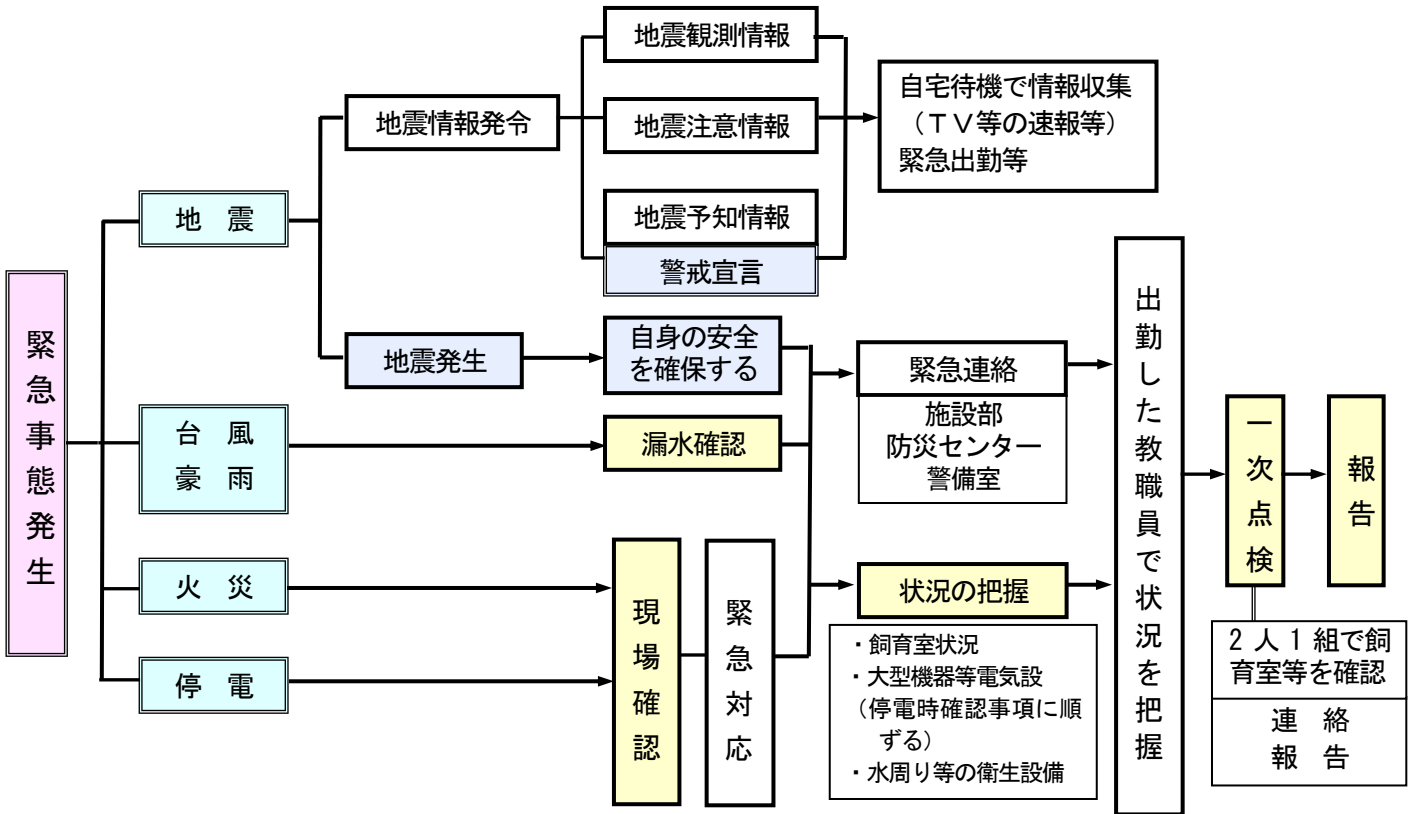 緊急事態発生
地　震
台　風
豪　雨
火　災
停　電
地震情報発令
地震発生
地震観測情報
地震注意情報
地震予知情報
警戒宣言
自宅待機で情報収集
（ＴＶ等の速報等）
緊急出勤等
自身の安全
を確保する
漏水確認
現場確認
緊急対応
緊急連絡
施設部
防災センター
警備室
状況の把握
・飼育室状況
・大型機器等電気設
（停電時確認事項に順
ずる）
・水周り等の衛生設備
出勤した教職員で状況を把握
一次点検
報告
2 人 1 組で飼
育室等を確認
連　絡
報　告